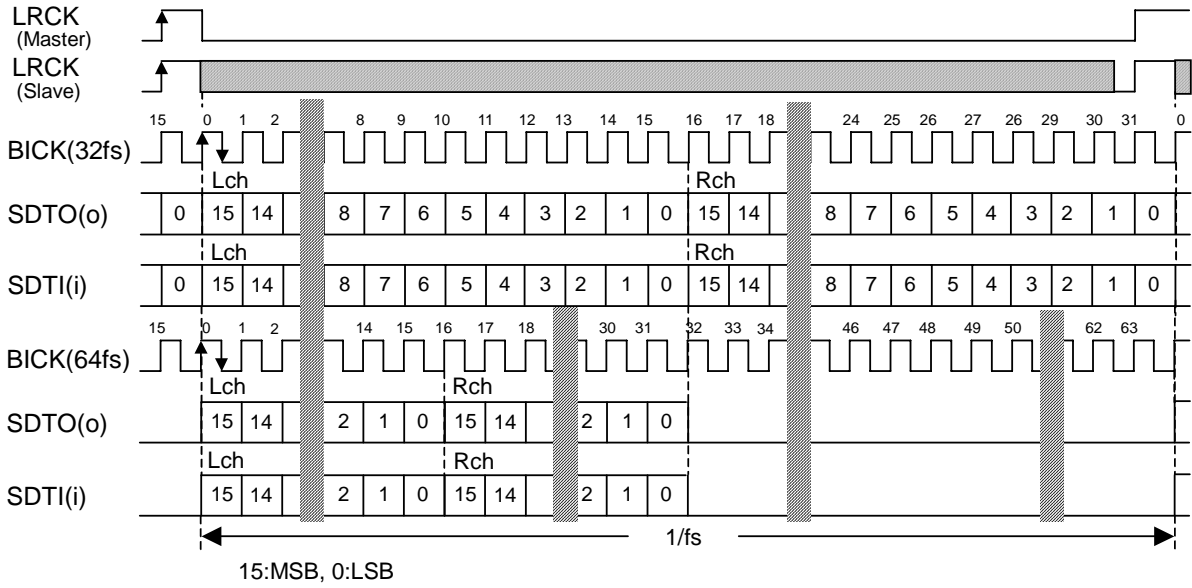 LRCK
(Master)
LRCK
(Slave)
15 0 1 2 8 9 10 11 12 13 14 15 16 17 18 24 25 26 27 26 29 30 31 0
BICK(32fs)
Lch Rch
SDTO(o) 0 15 14 8 7 6 5 4 3 2 1 0 15 14 8 7 6 5 4 3 2 1 0
Lch Rch
SDTI(i) 0 15 14 8 7 6 5 4 3 2 1 0 15 14 8 7 6 5 4 3 2 1 0
15 0 1 2 14 15 16 17 18 30 31 32 33 34 46 47 48 49 50 62 63
BICK(64fs)
Lch Rch
SDTO(o) 15 14 2 1 0 15 14 2 1 0
Lch Rch
SDTI(i) 15 14 2 1 0 15 14 2 1 0
1/fs
15:MSB, 0:LSB